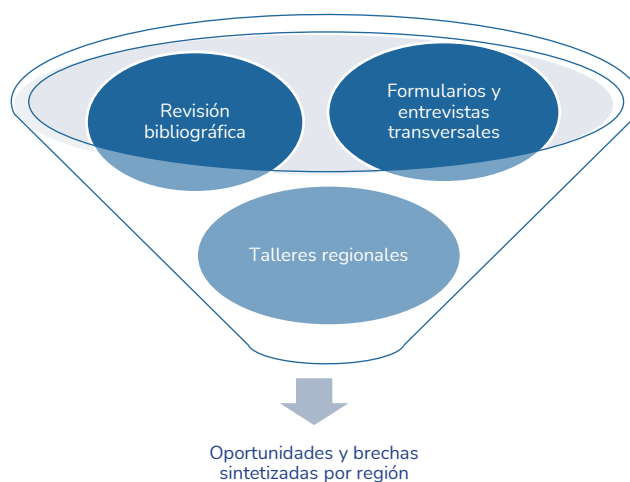 Revisión
bibliográfica
Formularios y
entrevistas
transversales
Talleres regionales
Oportunidades y brechas
sintetizadas por región